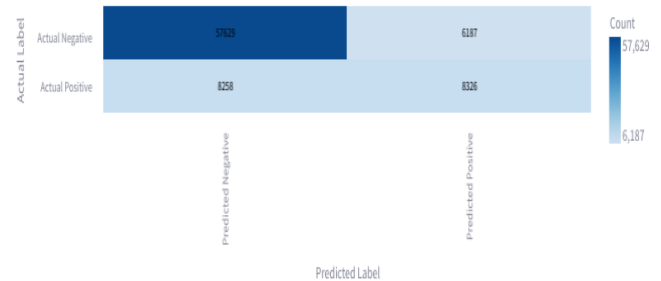 Count
Actual Label
Actual Negative
57629
6187
57,629
Actual Positive
8258
8326
6,187
Predicted Negative
Predicted Positive
Predicted Label